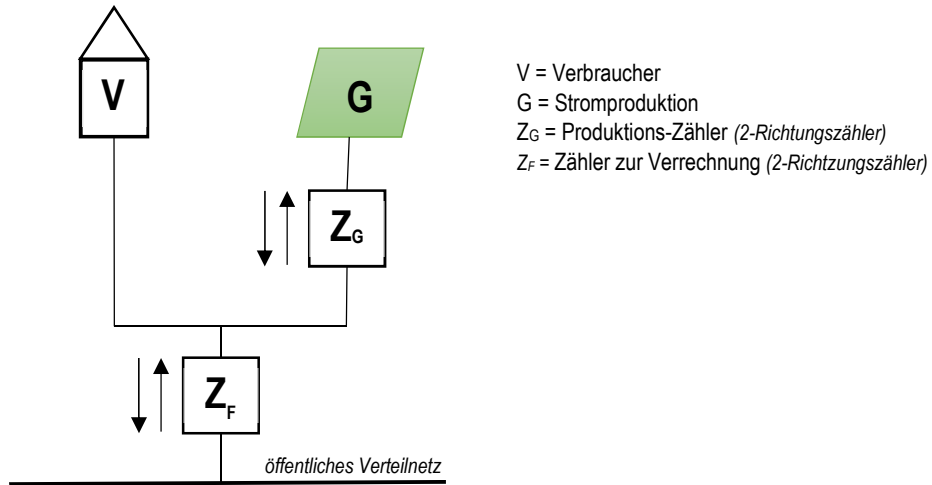 V
G
V = Verbraucher
G = Stromproduktion
ZG = Produktions-Zähler (2-Richtungszähler)
ZF = Zähler zur Verrechnung (2-Richtzungszähler)
ZG
ZF
öffentliches Verteilnetz